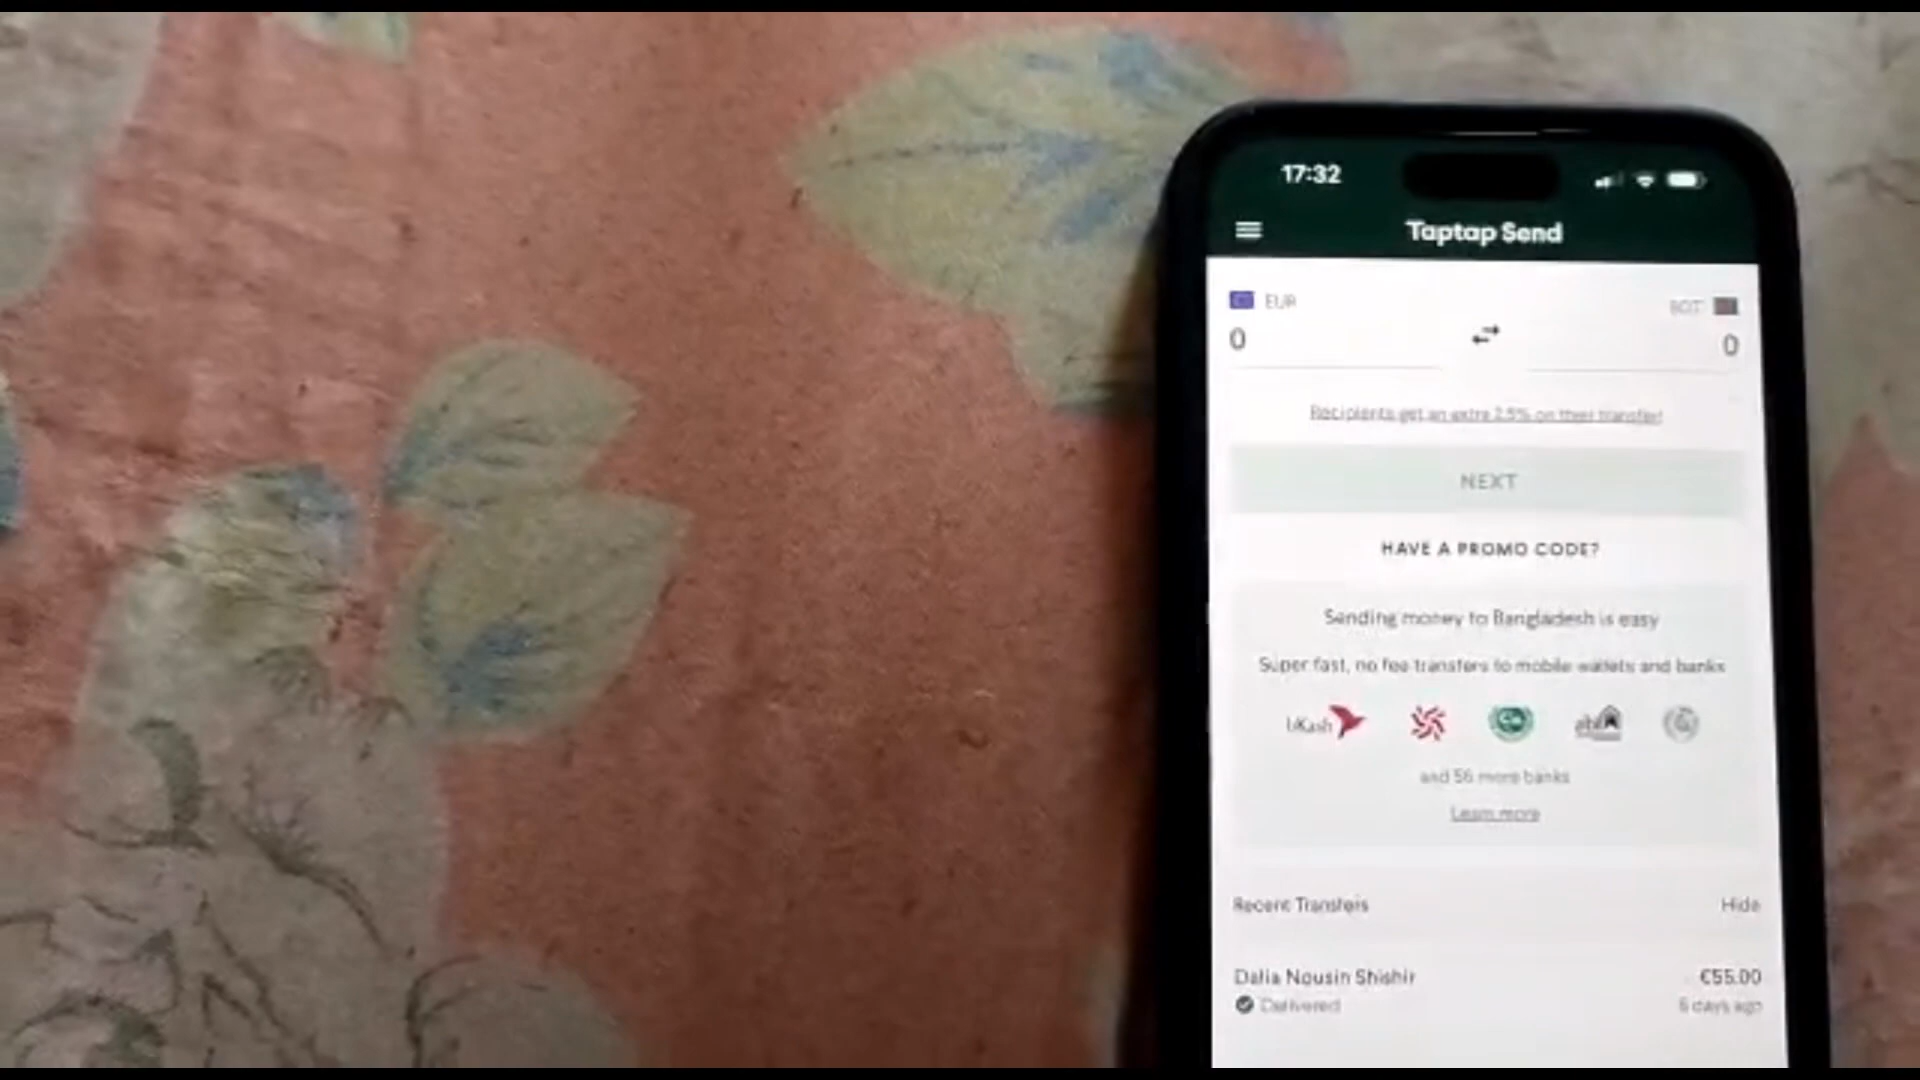 17:32
Taptap Send
EUR
BDT
0
0
Recipients get an extra 2.5% on their transfer!
NEXT
HAVE A PROMO CODE?
Sending money to Bangladesh is easy
Super fast, no fee transfers to mobile wallets and banks
bKash
and 56 more banks
Learn more
Recent Transfers
Hide
Dalia Nousin Shishir
€55.00
Delivered
6 days ago